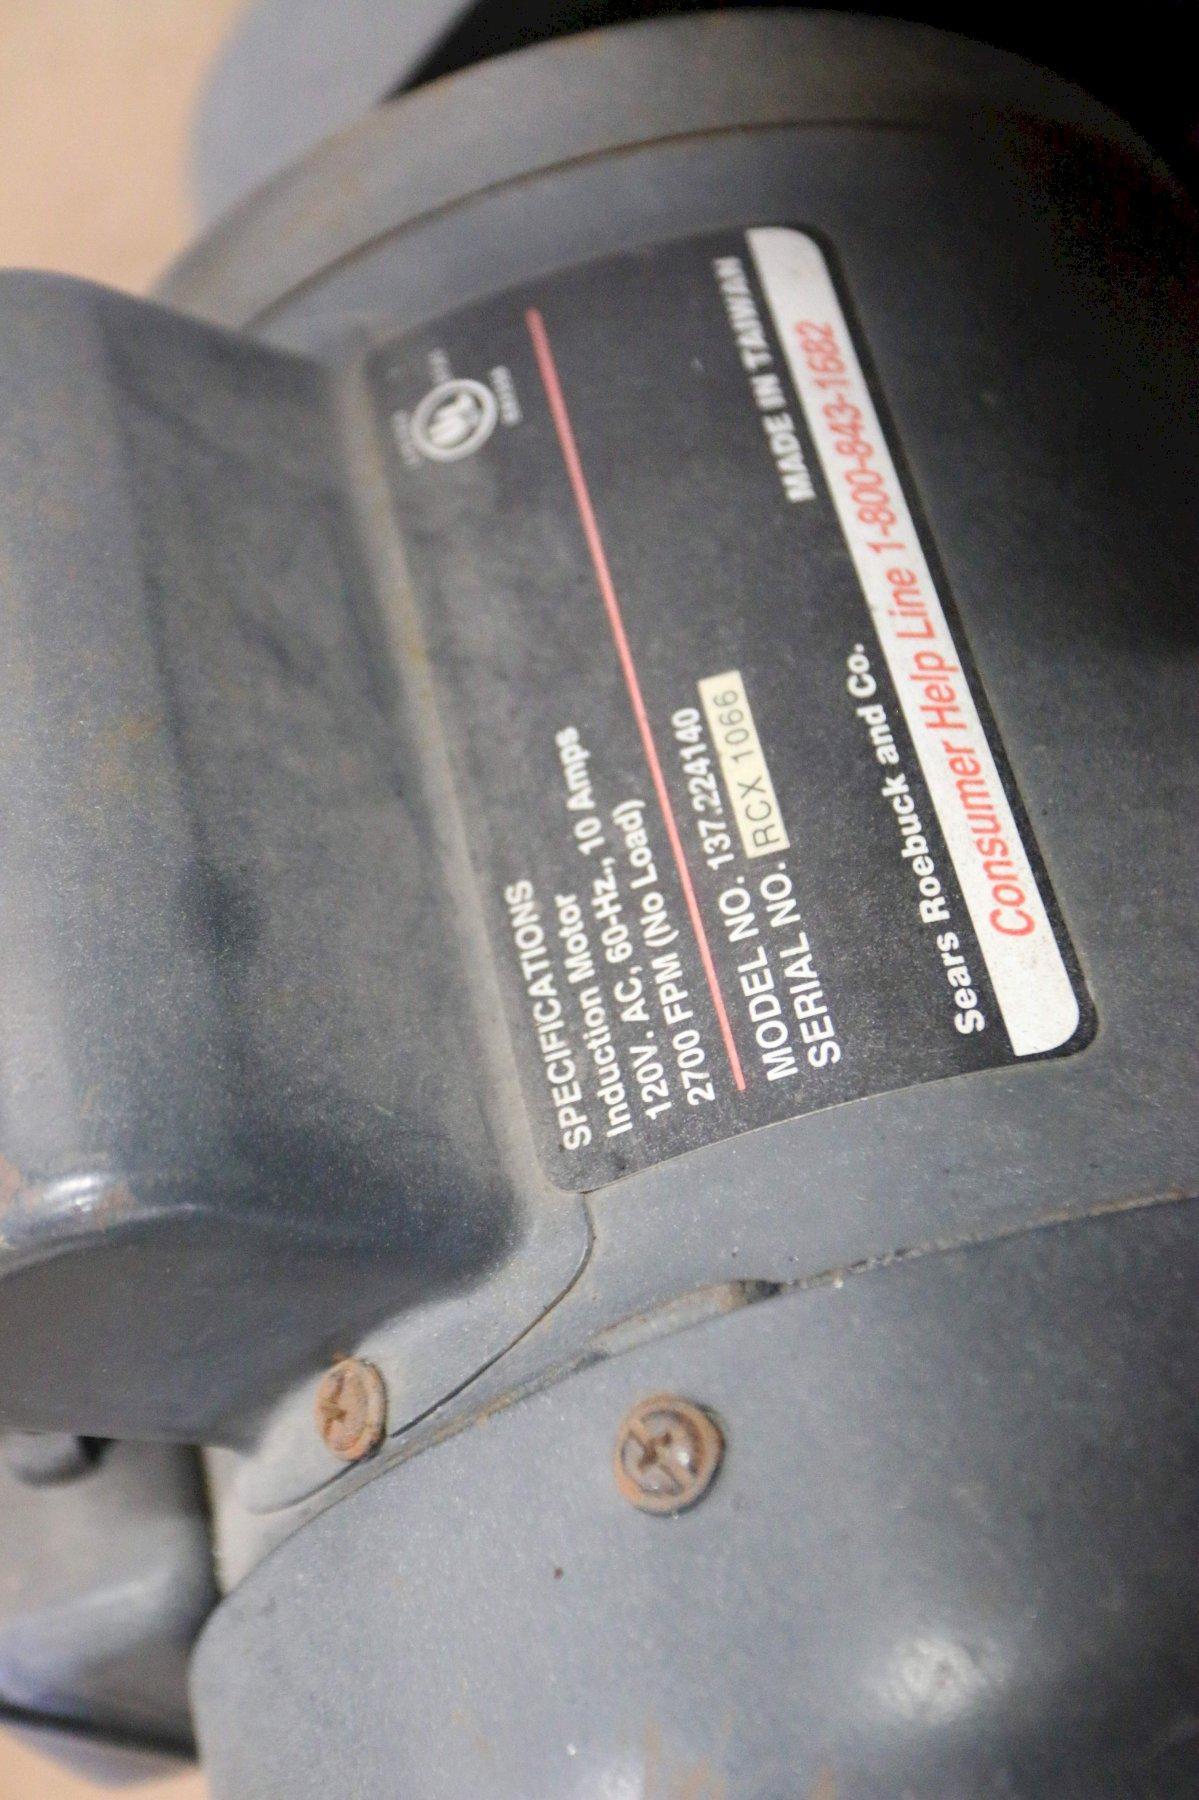 UL
SPECIFICATIONS
Induction Motor
120V. AC, 60-Hz., 10 Amps
2700 FPM (No Load)
MODEL NO. 137.224140
SERIAL NO. RCX 1066
Sears Roebuck and Co. MADE IN TAIWAN
Consumer Help Line 1-800-843-1682